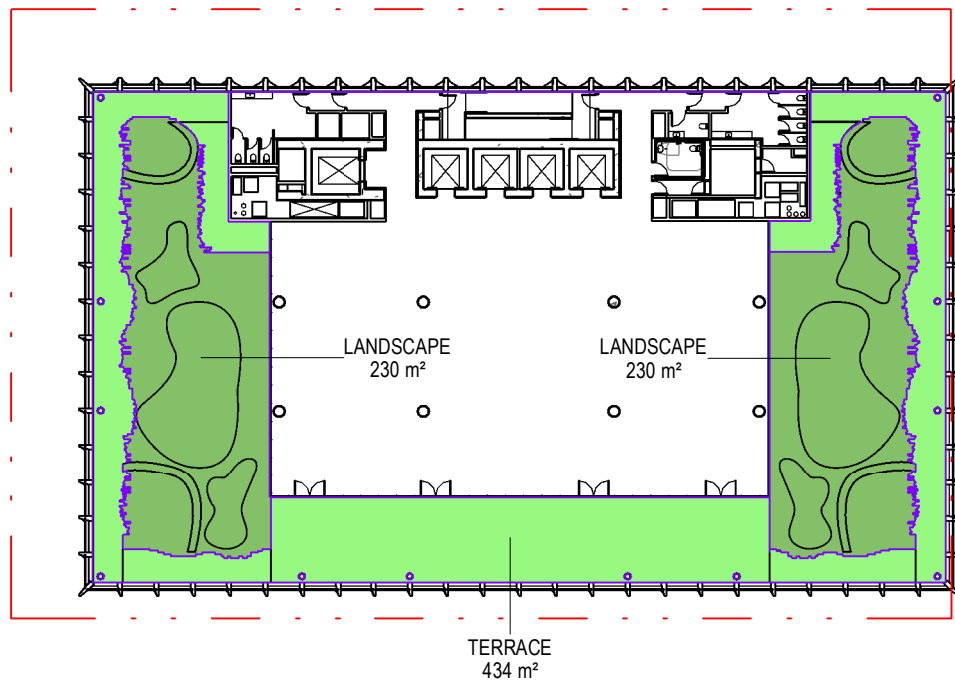 LANDSCAPE
230 m²
LANDSCAPE
230 m²
TERRACE
434 m²